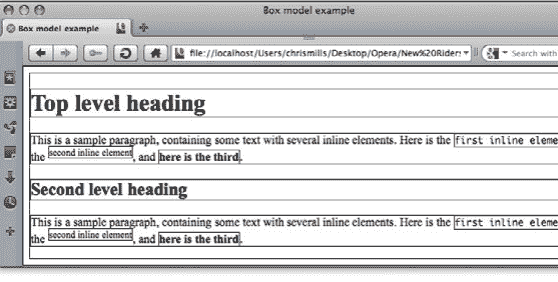 Box model example
Box model example
file://localhost/Users/chrismills/Desktop/Opera/New%20Riders
Search with
Top level heading
This is a sample paragraph, containing some text with several inline elements. Here is the first inline eleme
the second inline element, and here is the third.
Second level heading
This is a sample paragraph, containing some text with several inline elements. Here is the first inline eleme
the second inline element, and here is the third.